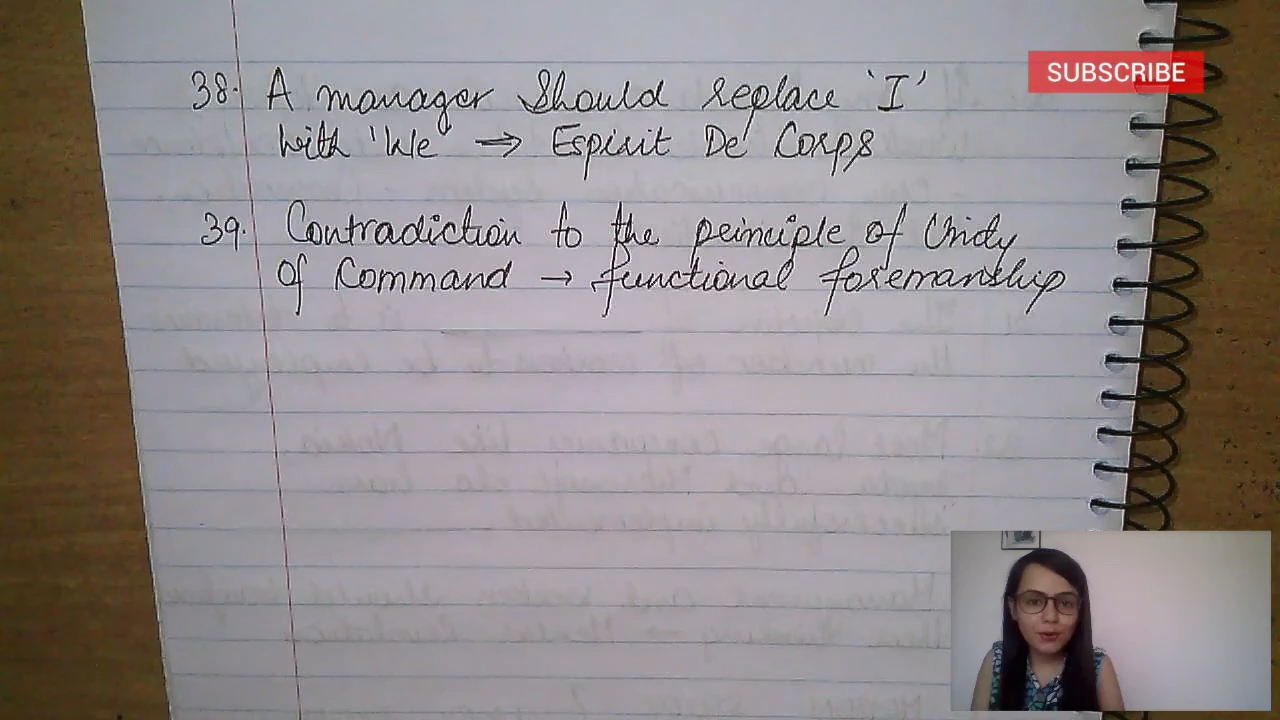 SUBSCRIBE
38. A manager should replace 'I'
with 'We → Espirit De Corps
39. Contradiction to the principle of Unity
of Command → functional foremanship